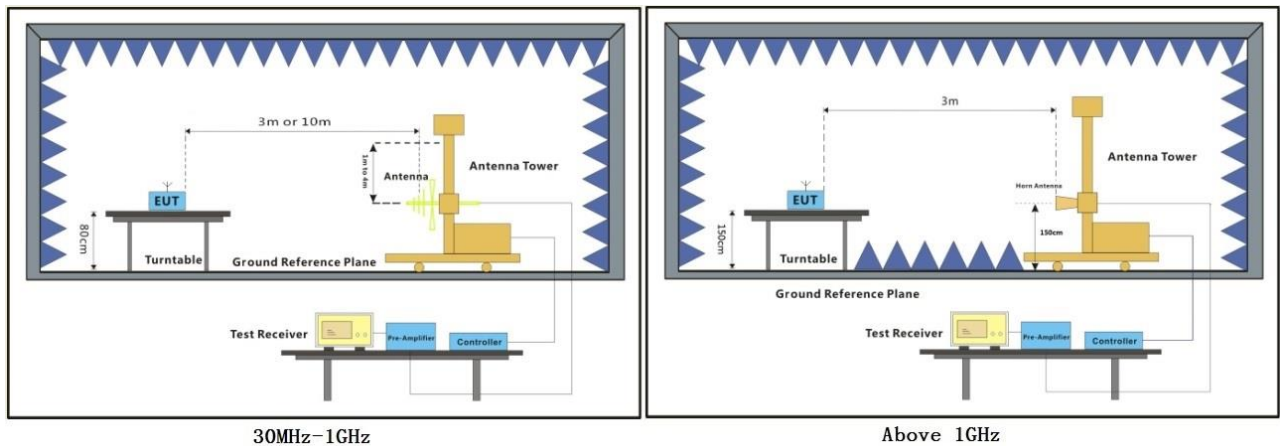 3m or 10m
1m to 4m
Antenna
Antenna Tower
EUT
80cm
Turntable
Ground Reference Plane
Test Receiver
Pre-Amplifier
Controller
30MHz-1GHz
3m
Antenna Tower
Horn Antenna
EUT
150cm
150cm
Turntable
Ground Reference Plane
Test Receiver
Pre-Amplifier
Controller
Above 1GHz